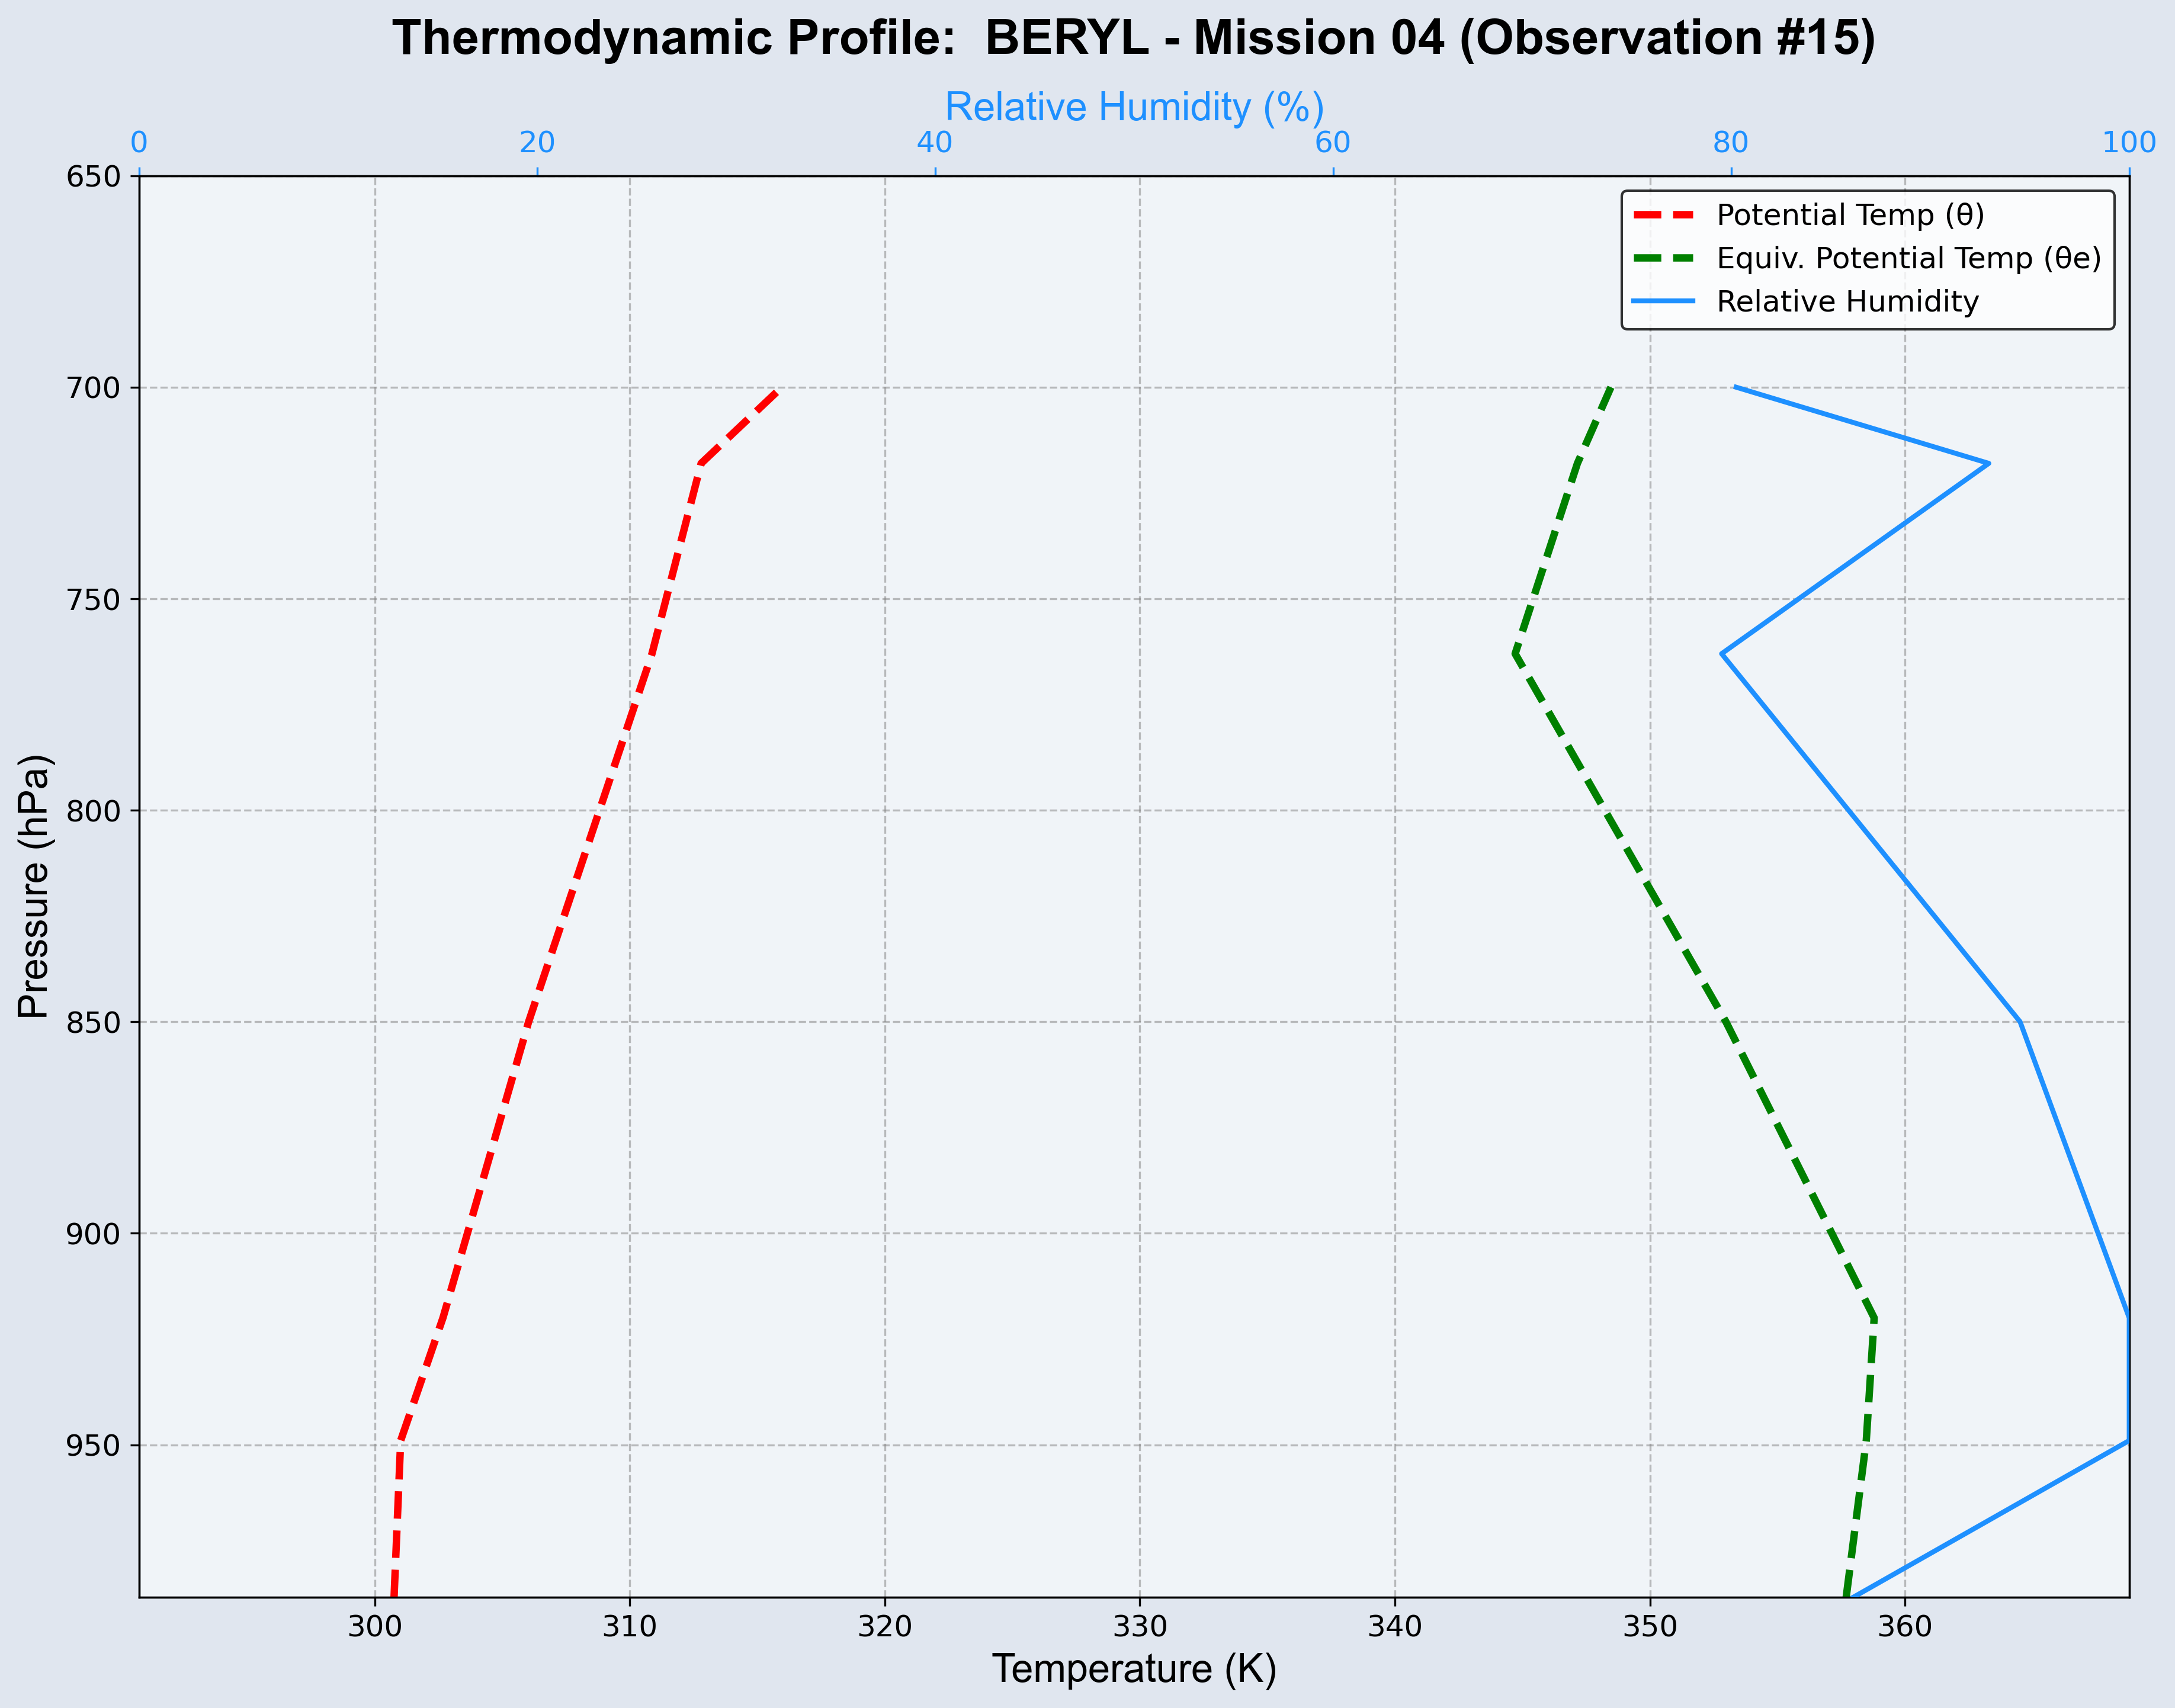 Thermodynamic Profile:  BERYL - Mission 04 (Observation #15)
Relative Humidity (%)
0 20 40 60 80 100
Potential Temp (θ)
Equiv. Potential Temp (θe)
Relative Humidity
650
700
750
800
850
900
950
Pressure (hPa)
300 310 320 330 340 350 360
Temperature (K)